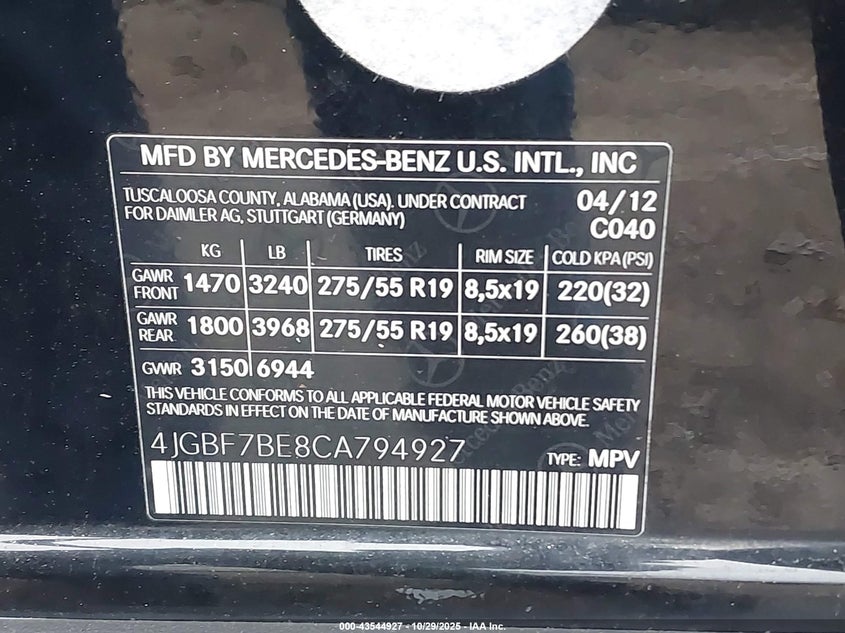 MFD BY MERCEDES-BENZ U.S. INTL., INC
TUSCALOOSA COUNTY, ALABAMA (USA). UNDER CONTRACT
FOR DAIMLER AG, STUTTGART (GERMANY)
04/12
C040
KG LB TIRES RIM SIZE COLD KPA (PSI)
GAWR FRONT 1470 3240 275/55 R19 8,5x19 220(32)
GAWR REAR 1800 3968 275/55 R19 8,5x19 260(38)
GVWR 3150 6944
THIS VEHICLE CONFORMS TO ALL APPLICABLE FEDERAL MOTOR VEHICLE SAFETY
STANDARDS IN EFFECT ON THE DATE OF MANUFACTURE SHOWN ABOVE.
4JGBF7BE8CA794927
TYPE: MPV
000-43544927 - 10/29/2025 - IAA Inc.